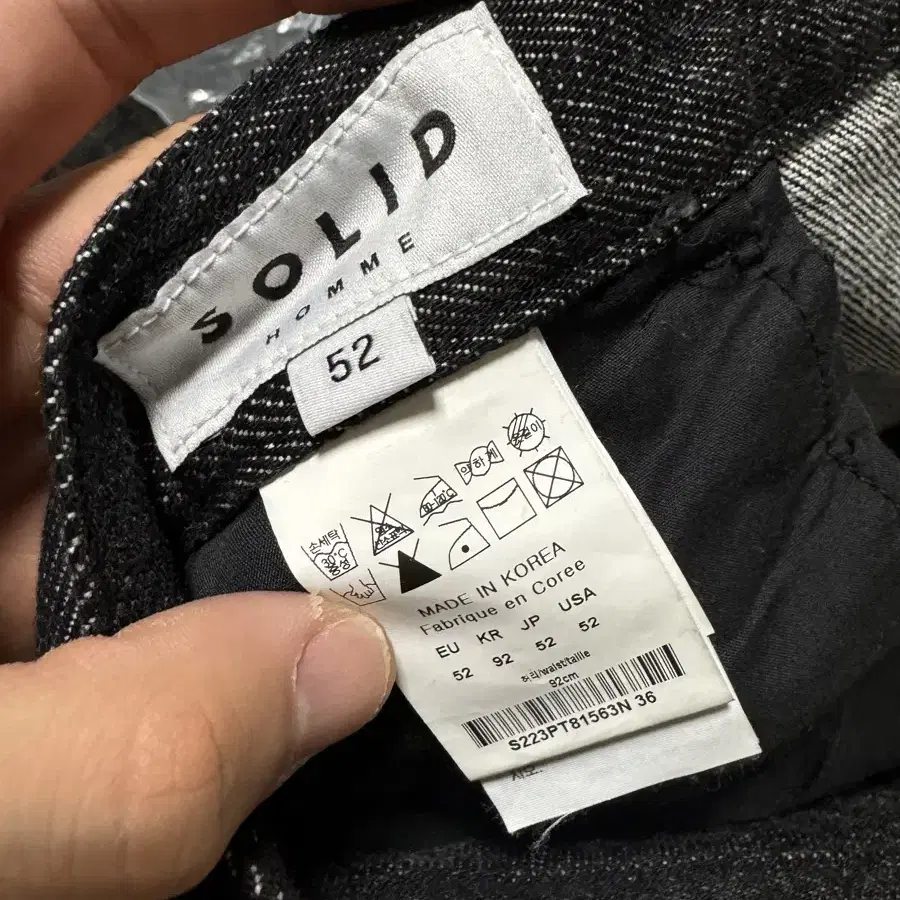 SOLID
HOMME
52
손세탁
30°C
중성
약하게
MADE IN KOREA
Fabrique en Coree
EU KR JP USA
52 92 52 52
허리/waist/taille
92cm
S223PT81563N 36